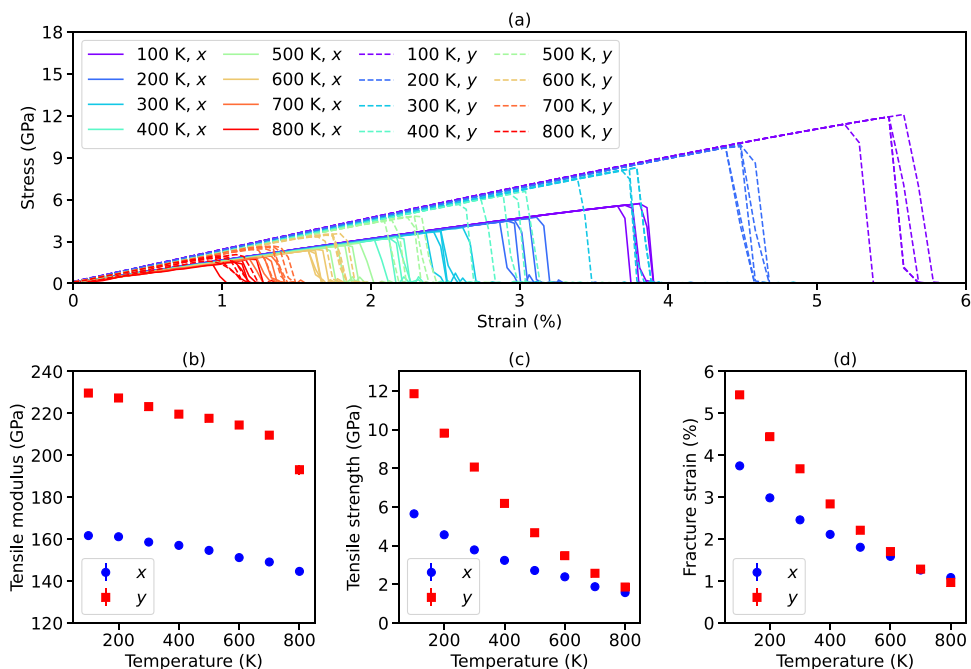 (a)
18
15
12
9
6
3
0
Stress (GPa)
100 K, x
200 K, x
300 K, x
400 K, x
500 K, x
600 K, x
700 K, x
800 K, x
100 K, y
200 K, y
300 K, y
400 K, y
500 K, y
600 K, y
700 K, y
800 K, y
0 1 2 3 4 5 6
Strain (%)
(b)
240
220
200
180
160
140
120
Tensile modulus (GPa)
x
y
200 400 600 800
Temperature (K)
(c)
12
10
8
6
4
2
0
Tensile strength (GPa)
x
y
200 400 600 800
Temperature (K)
(d)
6
5
4
3
2
1
0
Fracture strain (%)
x
y
200 400 600 800
Temperature (K)